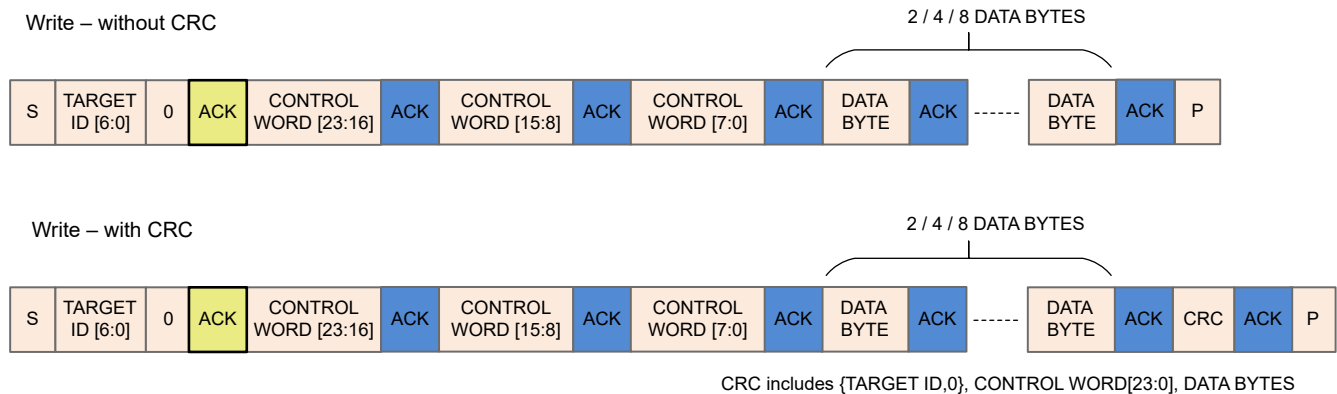 Write – without CRC
2 / 4 / 8 DATA BYTES
S
TARGET
ID [6:0]
0
ACK
CONTROL
WORD [23:16]
ACK
CONTROL
WORD [15:8]
ACK
CONTROL
WORD [7:0]
ACK
DATA
BYTE
ACK
DATA
BYTE
ACK
P
Write – with CRC
2 / 4 / 8 DATA BYTES
S
TARGET
ID [6:0]
0
ACK
CONTROL
WORD [23:16]
ACK
CONTROL
WORD [15:8]
ACK
CONTROL
WORD [7:0]
ACK
DATA
BYTE
ACK
DATA
BYTE
ACK
CRC
ACK
P
CRC includes {TARGET ID,0}, CONTROL WORD[23:0], DATA BYTES